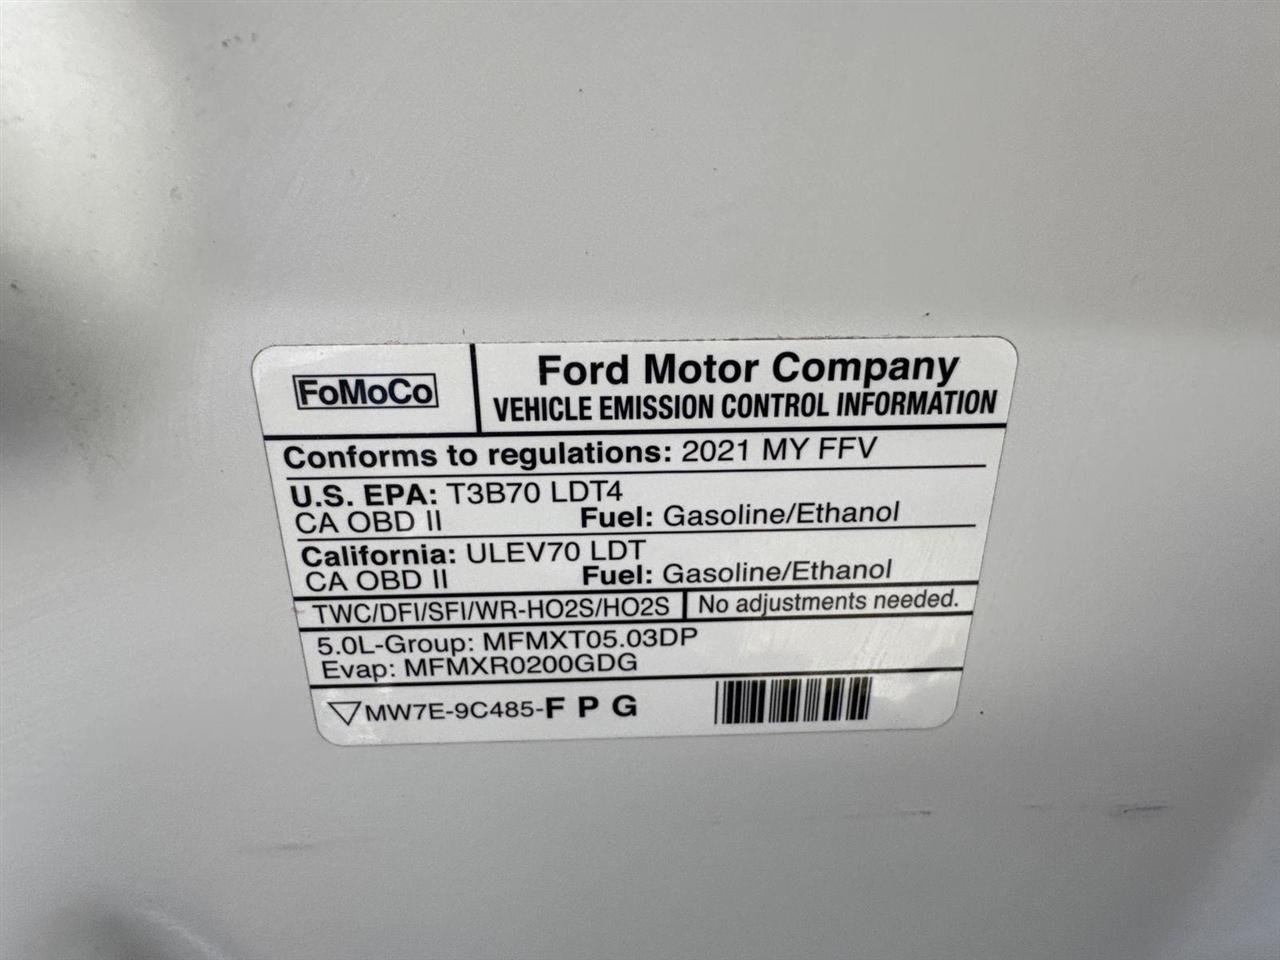 FoMoCo
Ford Motor Company
VEHICLE EMISSION CONTROL INFORMATION
Conforms to regulations: 2021 MY FFV
U.S. EPA: T3B70 LDT4
CA OBD II Fuel: Gasoline/Ethanol
California: ULEV70 LDT
CA OBD II Fuel: Gasoline/Ethanol
TWC/DFI/SFI/WR-HO2S/HO2S No adjustments needed.
5.0L-Group: MFMXT05.03DP
Evap: MFMXR0200GDG
MW7E-9C485-F P G